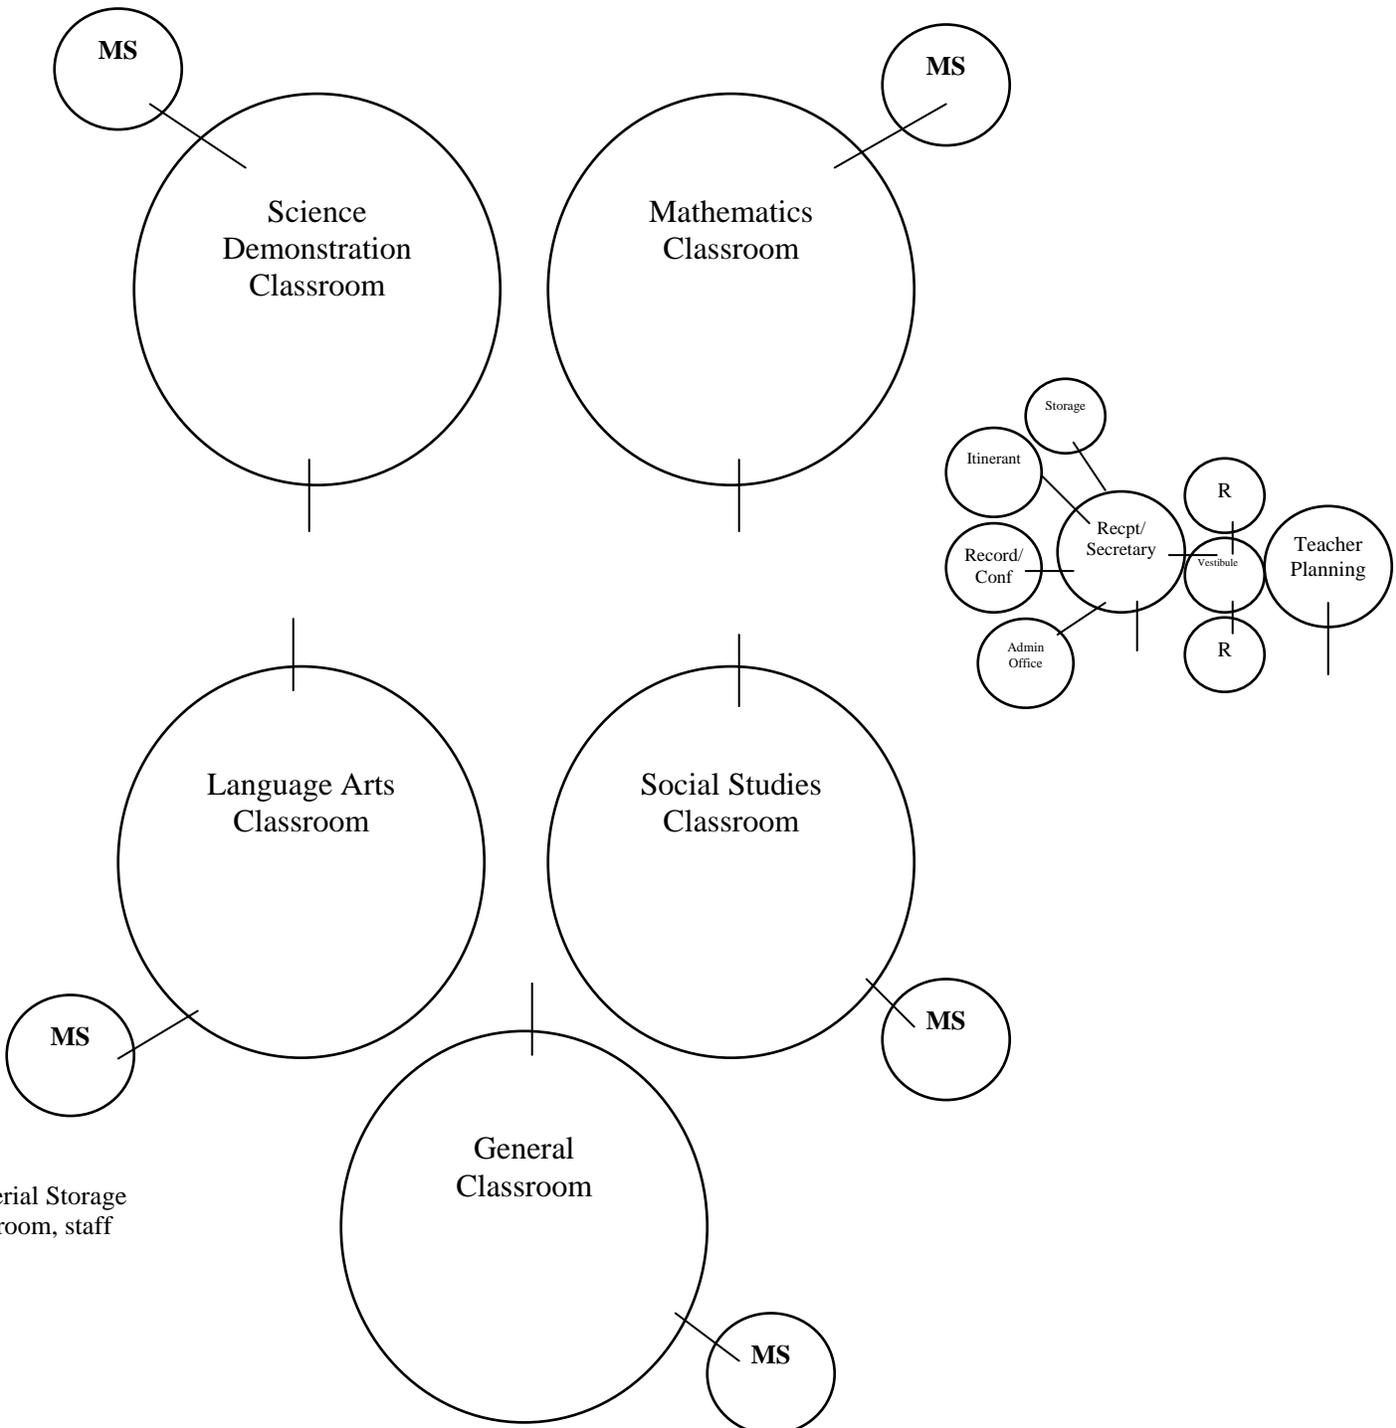 MS
MS
Science
Demonstration
Classroom
Mathematics
Classroom
Storage
Itinerant
Recpt/
Secretary
Record/
Conf
Admin
Office
R
Vestibule
R
Teacher
Planning
Language Arts
Classroom
Social Studies
Classroom
MS
MS
General
Classroom
erial Storage
room, staff
MS